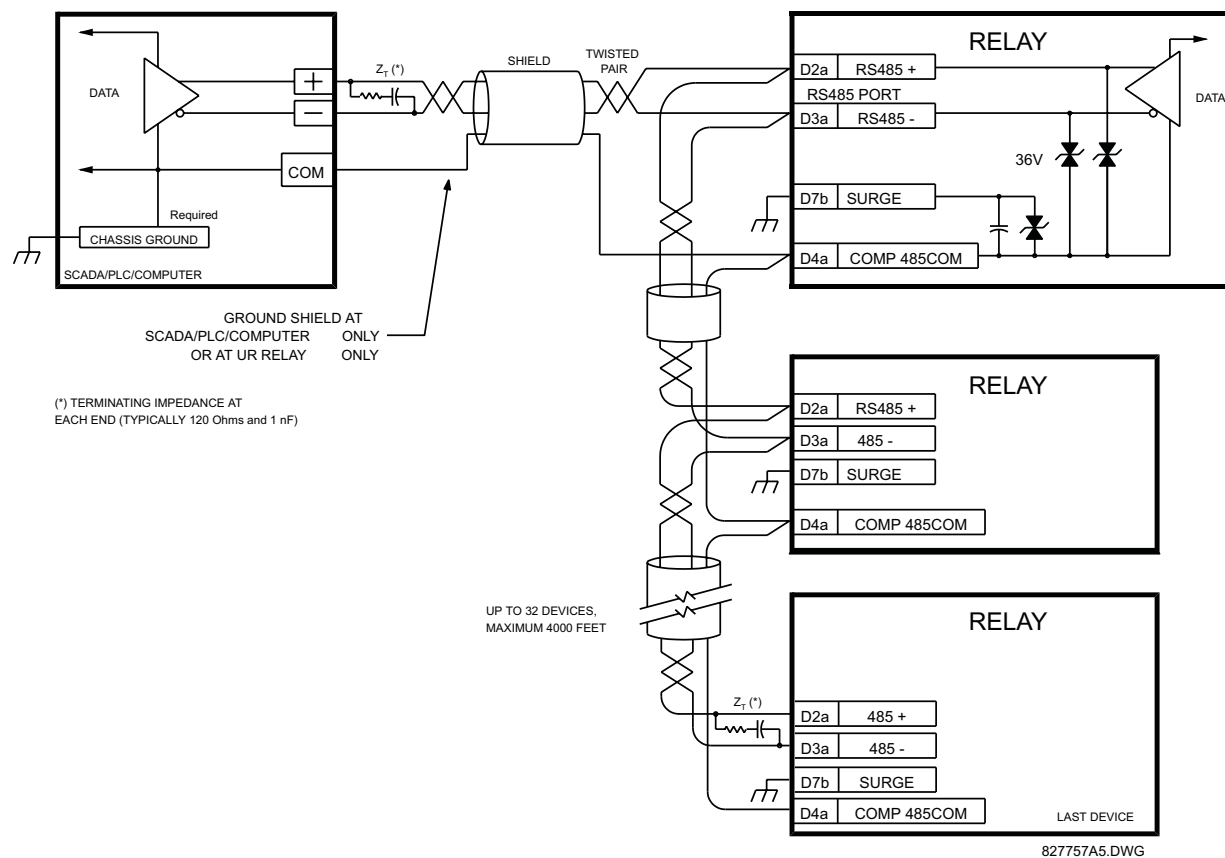 DATA
+
−
COM
Required
CHASSIS GROUND
SCADA/PLC/COMPUTER
Z_T (*)
SHIELD
TWISTED
PAIR
GROUND SHIELD AT
SCADA/PLC/COMPUTER ONLY
OR AT UR RELAY ONLY
(*) TERMINATING IMPEDANCE AT
EACH END (TYPICALLY 120 Ohms and 1 nF)
RELAY
D2a RS485 +
RS485 PORT
D3a RS485 -
DATA
36V
D7b SURGE
D4a COMP 485COM
RELAY
D2a RS485 +
D3a 485 -
D7b SURGE
D4a COMP 485COM
UP TO 32 DEVICES,
MAXIMUM 4000 FEET
RELAY
Z_T (*)
D2a 485 +
D3a 485 -
D7b SURGE
D4a COMP 485COM
LAST DEVICE
827757A5.DWG